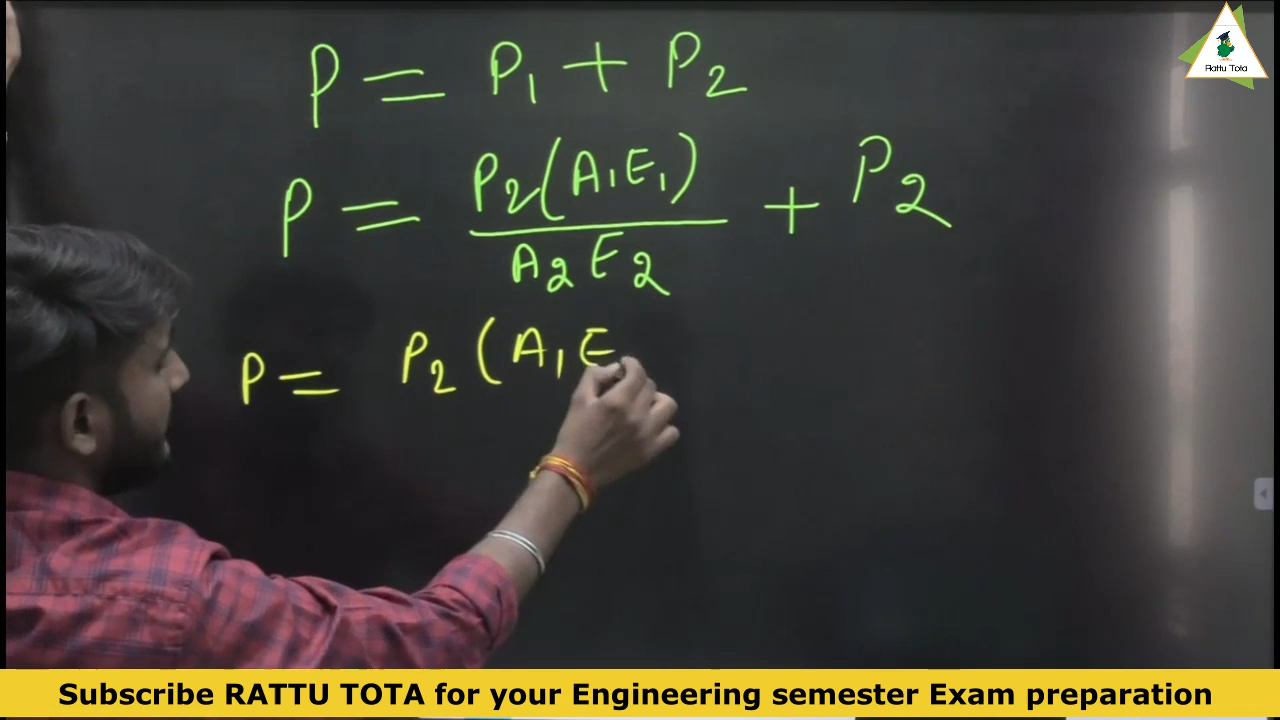 Rattu Tota
P = P₁ + P₂
P = P₂(A₁E₁) / A₂E₂ + P₂
P = P₂ (A₁E
Subscribe RATTU TOTA for your Engineering semester Exam preparation